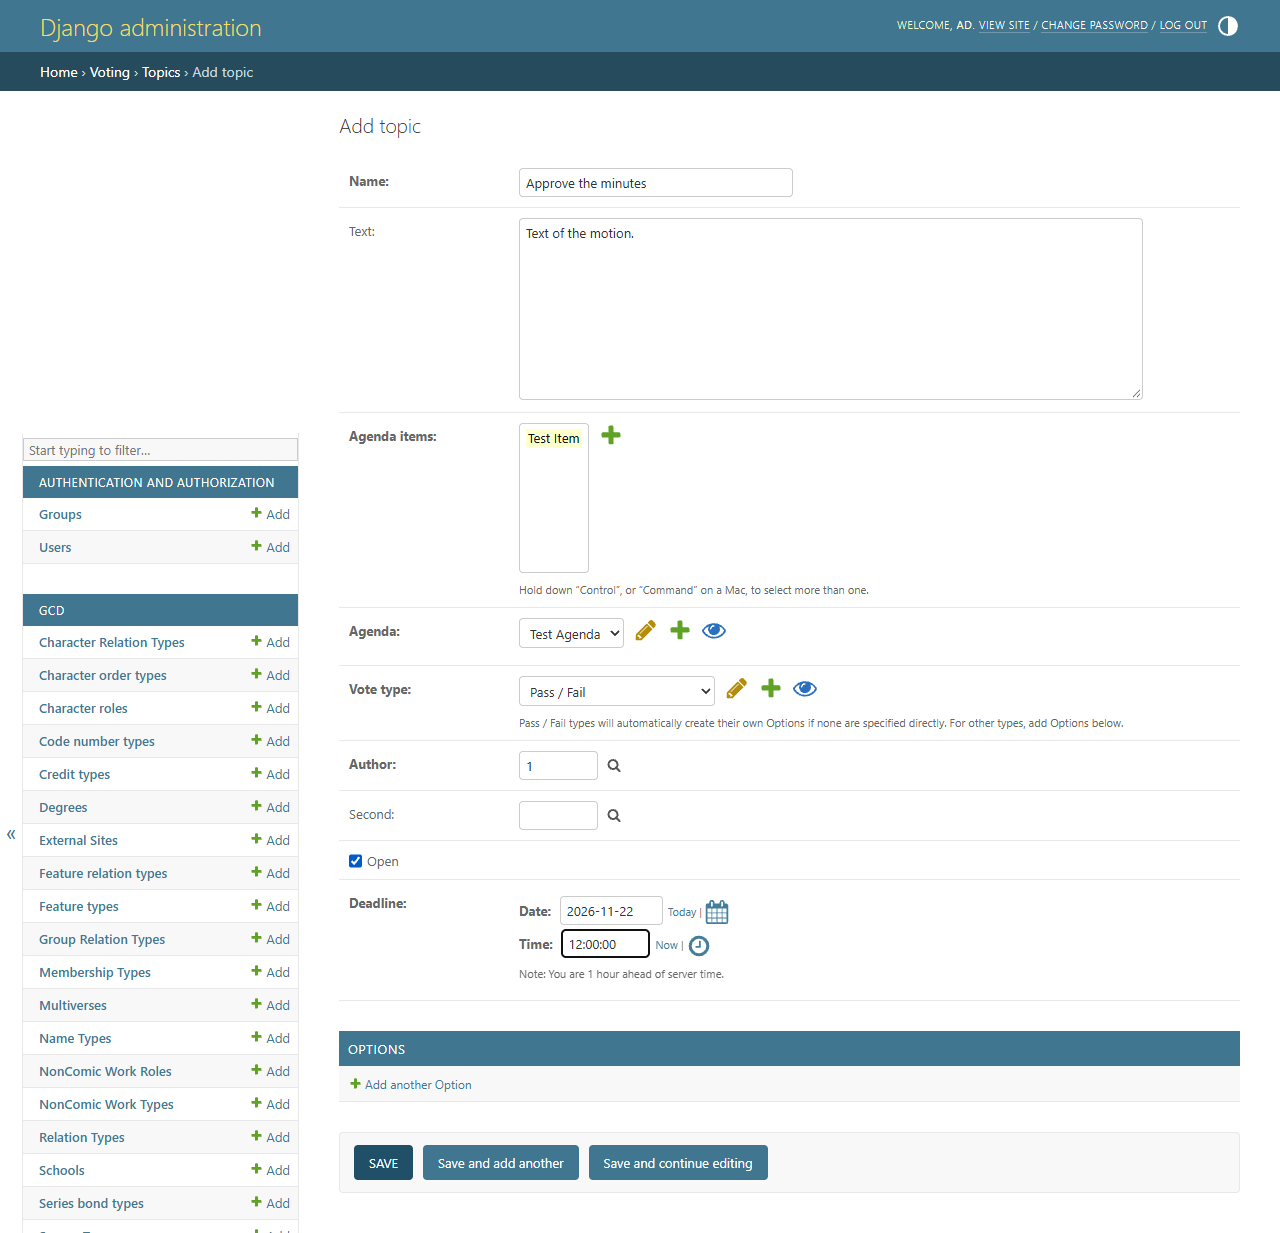 Django administration
WELCOME, AD. VIEW SITE / CHANGE PASSWORD / LOG OUT
Home › Voting › Topics › Add topic
Start typing to filter...
AUTHENTICATION AND AUTHORIZATION
Groups Add
Users Add
GCD
Character Relation Types Add
Character order types Add
Character roles Add
Code number types Add
Credit types Add
Degrees Add
External Sites Add
Feature relation types Add
Feature types Add
Group Relation Types Add
Membership Types Add
Multiverses Add
Name Types Add
NonComic Work Roles Add
NonComic Work Types Add
Relation Types Add
Schools Add
Series bond types Add
«
Add topic
Name: Approve the minutes
Text: Text of the motion.
Agenda items: Test Item
Hold down “Control”, or “Command” on a Mac, to select more than one.
Agenda: Test Agenda
Vote type: Pass / Fail
Pass / Fail types will automatically create their own Options if none are specified directly. For other types, add Options below.
Author: 1
Second:
Open
Deadline:
Date: 2026-11-22 Today |
Time: 12:00:00 Now |
Note: You are 1 hour ahead of server time.
OPTIONS
Add another Option
SAVE Save and add another Save and continue editing